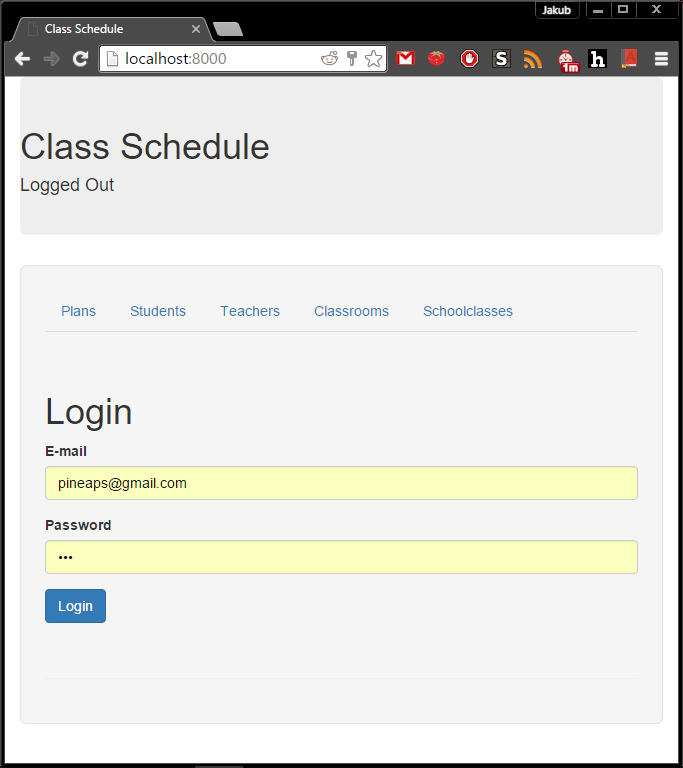 Jakub
Class Schedule
localhost:8000
S
1m
h
Class Schedule
Logged Out
Plans Students Teachers Classrooms Schoolclasses
Login
E-mail
pineaps@gmail.com
Password
•••
Login